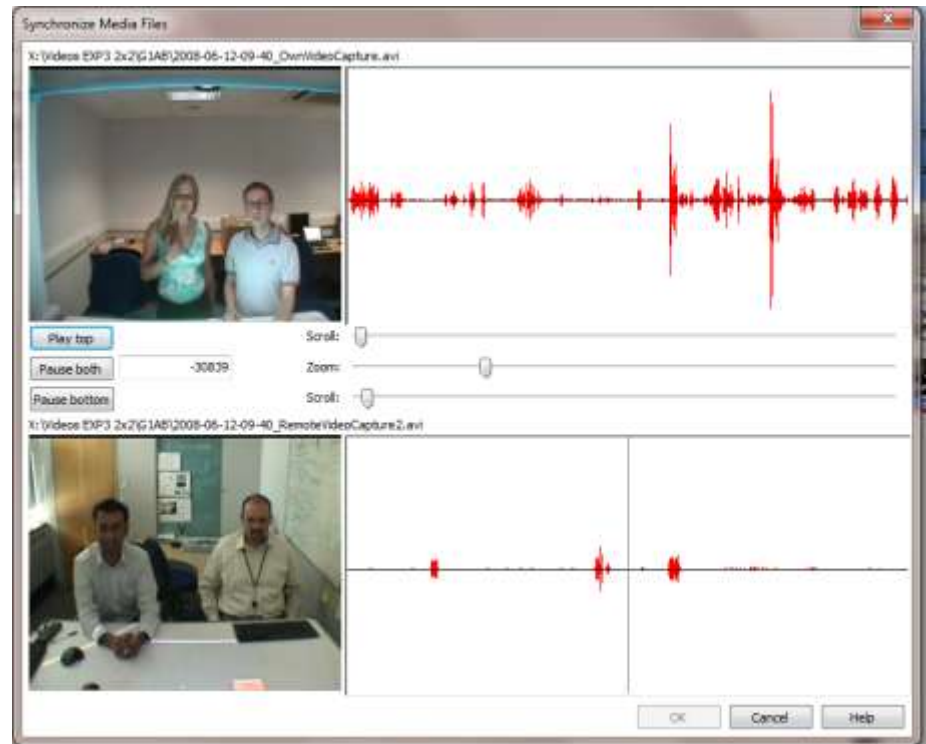 Synchronize Media Files
X:\Videos EXP3 2x2\G1AB\2008-06-12-09-40_OwnVideoCapture.avi
Play top
Scroll:
Pause both
-30839
Zoom:
Pause bottom
Scroll:
X:\Videos EXP3 2x2\G1AB\2008-06-12-09-40_RemoteVideoCapture2.avi
OK
Cancel
Help